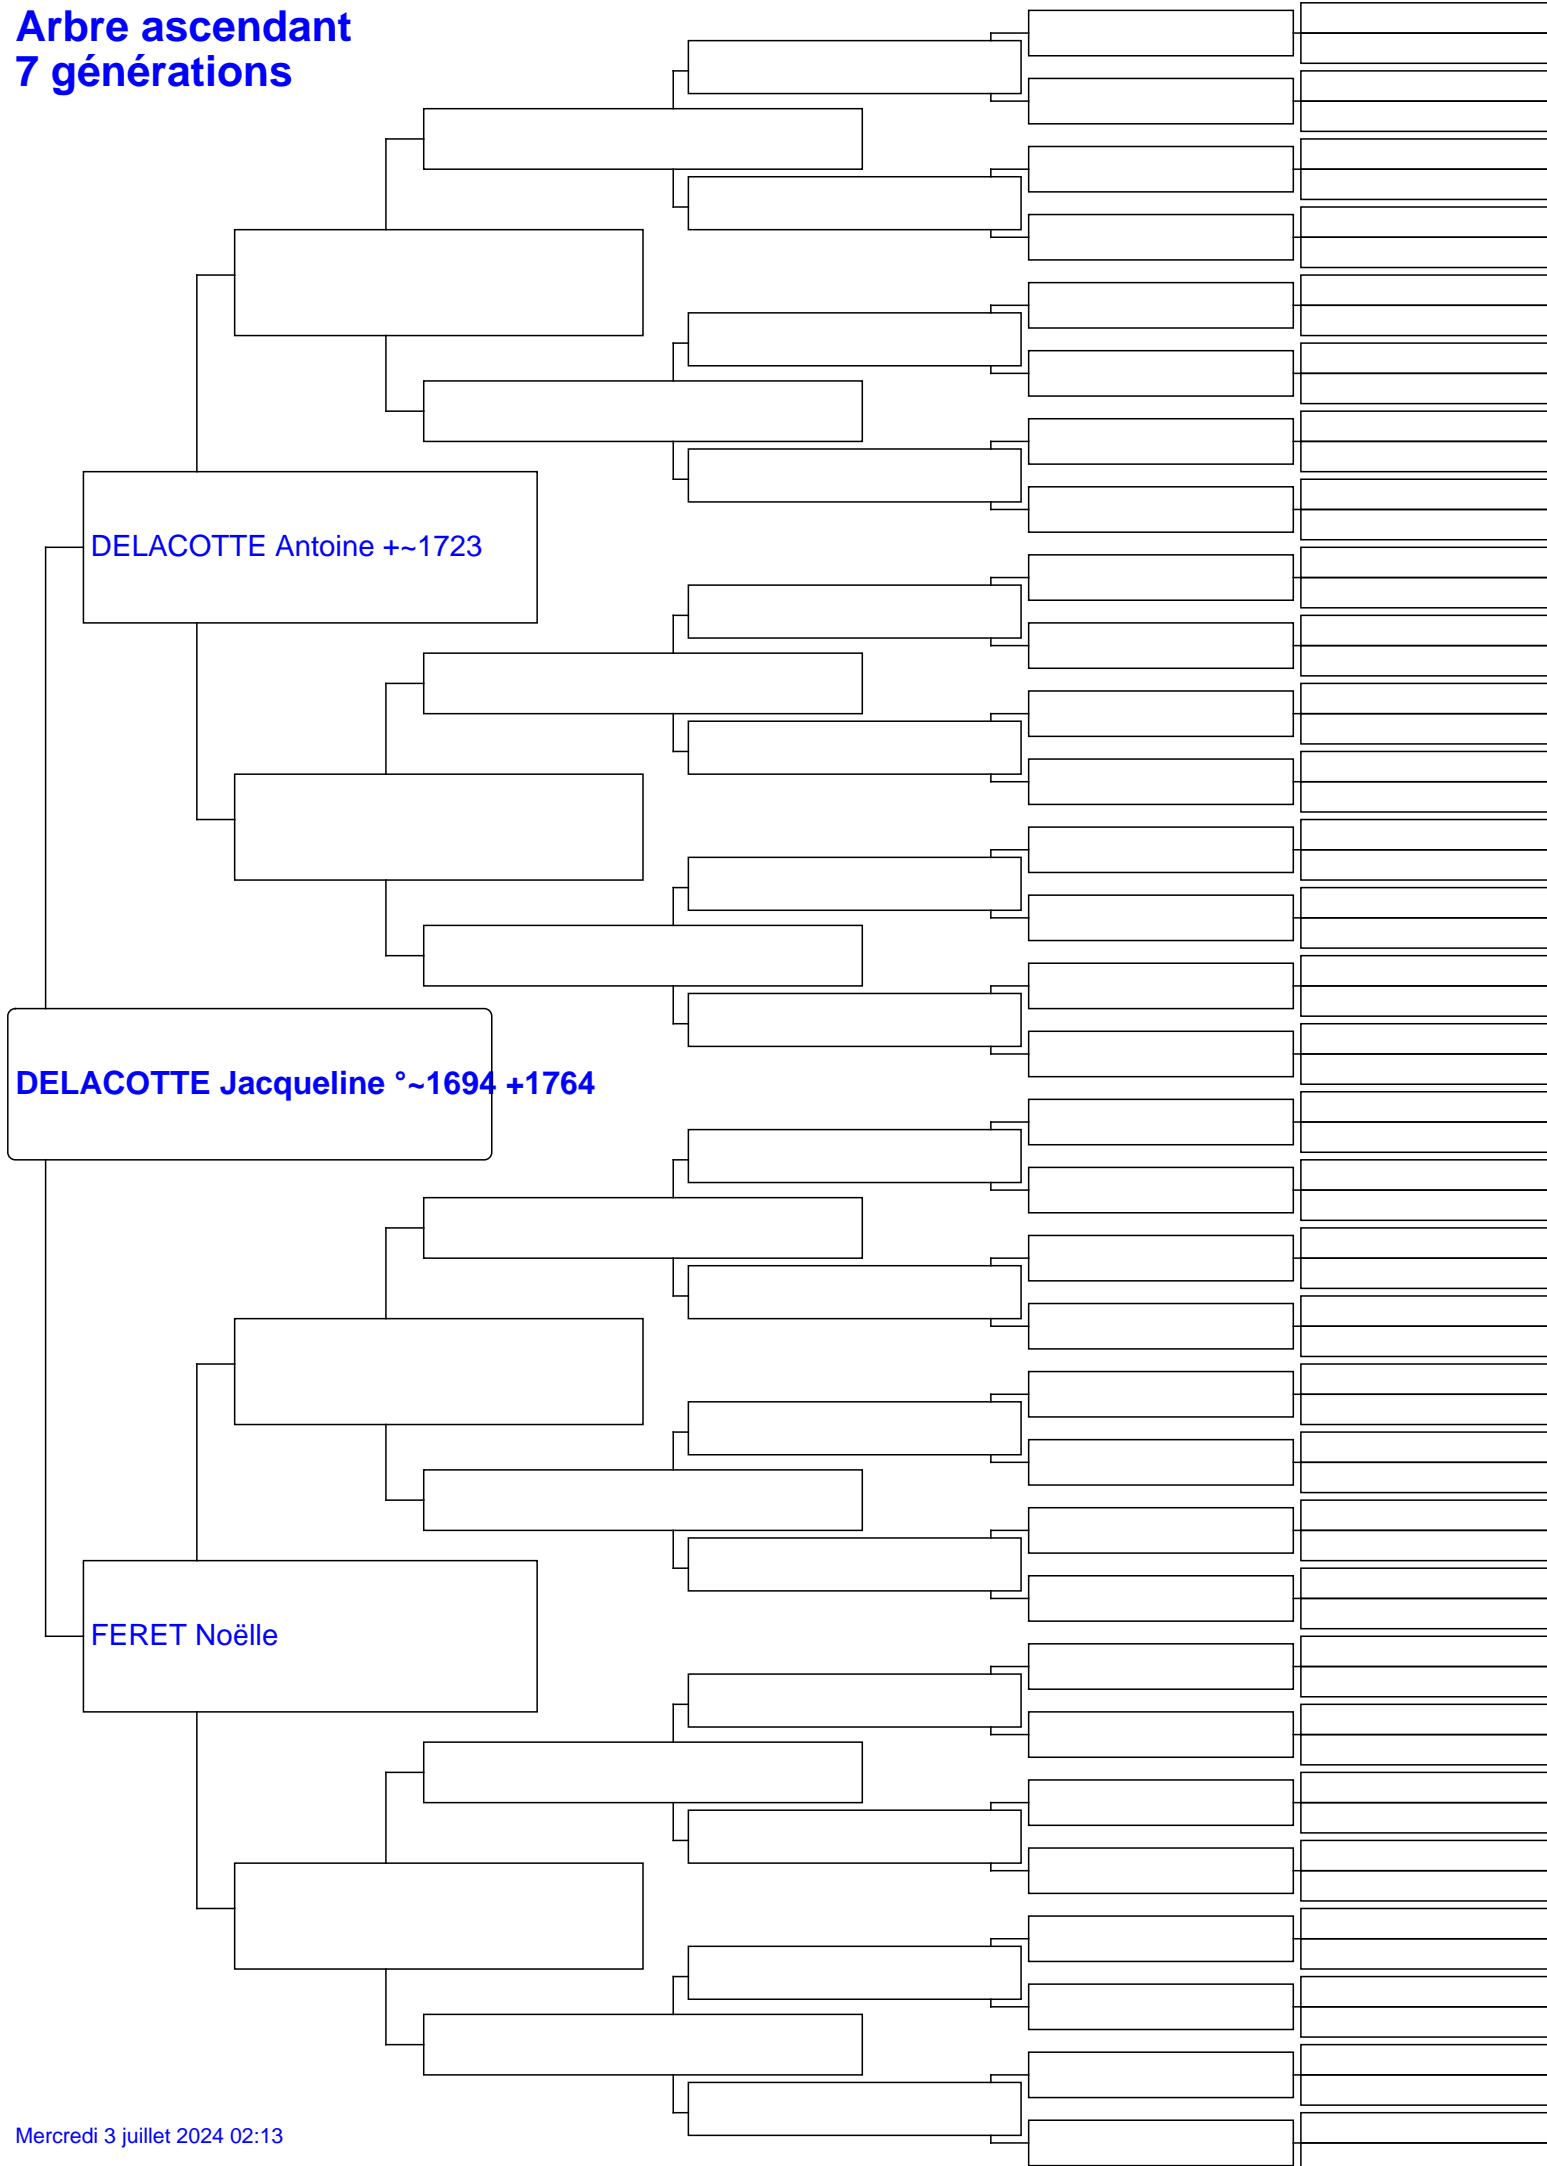 Arbre ascendant
7 générations
DELACOTTE Antoine +~1723
DELACOTTE Jacqueline °~1694 +1764
FERET Noëlle
Mercredi 3 juillet 2024 02:13